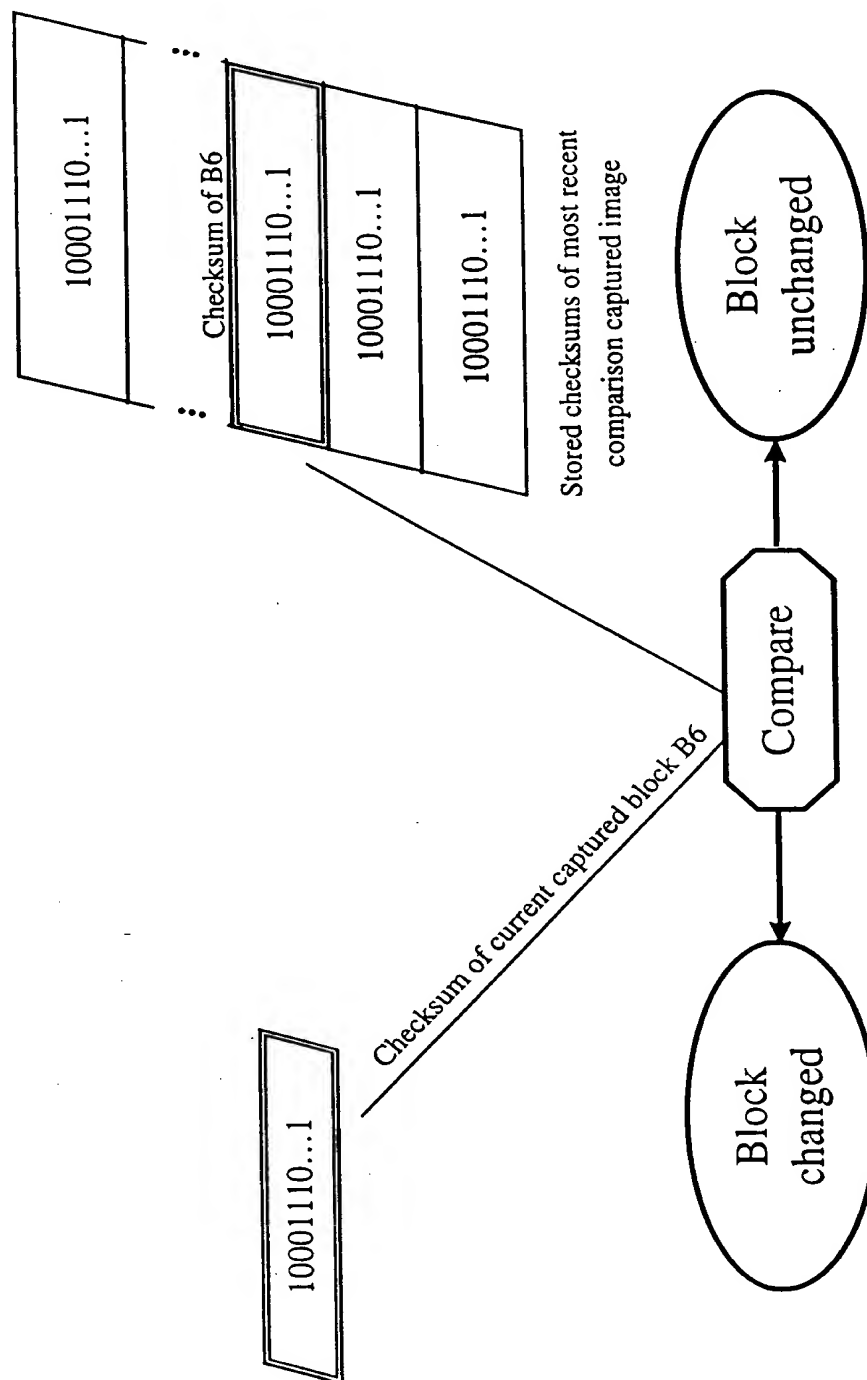 10001110....1
Checksum of current captured block B6
10001110....1
Checksum of B6
10001110....1
10001110....1
10001110....1
Stored checksums of most recent
comparison captured image
Compare
Block
changed
Block
unchanged